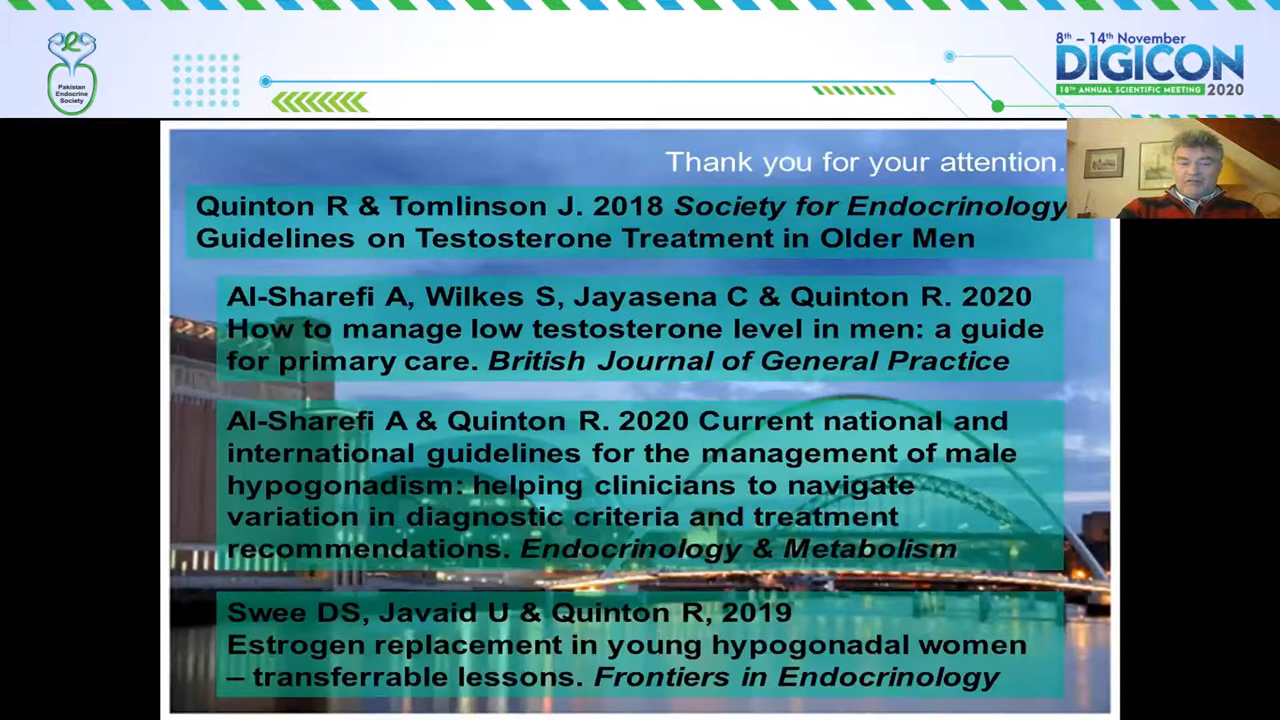 Pakistan
Endocrine
Society
8th – 14th November
DIGICON
18TH ANNUAL SCIENTIFIC MEETING 2020
Thank you for your attention.
Quinton R & Tomlinson J. 2018 Society for Endocrinology
Guidelines on Testosterone Treatment in Older Men
Al-Sharefi A, Wilkes S, Jayasena C & Quinton R. 2020
How to manage low testosterone level in men: a guide
for primary care. British Journal of General Practice
Al-Sharefi A & Quinton R. 2020 Current national and
international guidelines for the management of male
hypogonadism: helping clinicians to navigate
variation in diagnostic criteria and treatment
recommendations. Endocrinology & Metabolism
Swee DS, Javaid U & Quinton R, 2019
Estrogen replacement in young hypogonadal women
– transferrable lessons. Frontiers in Endocrinology